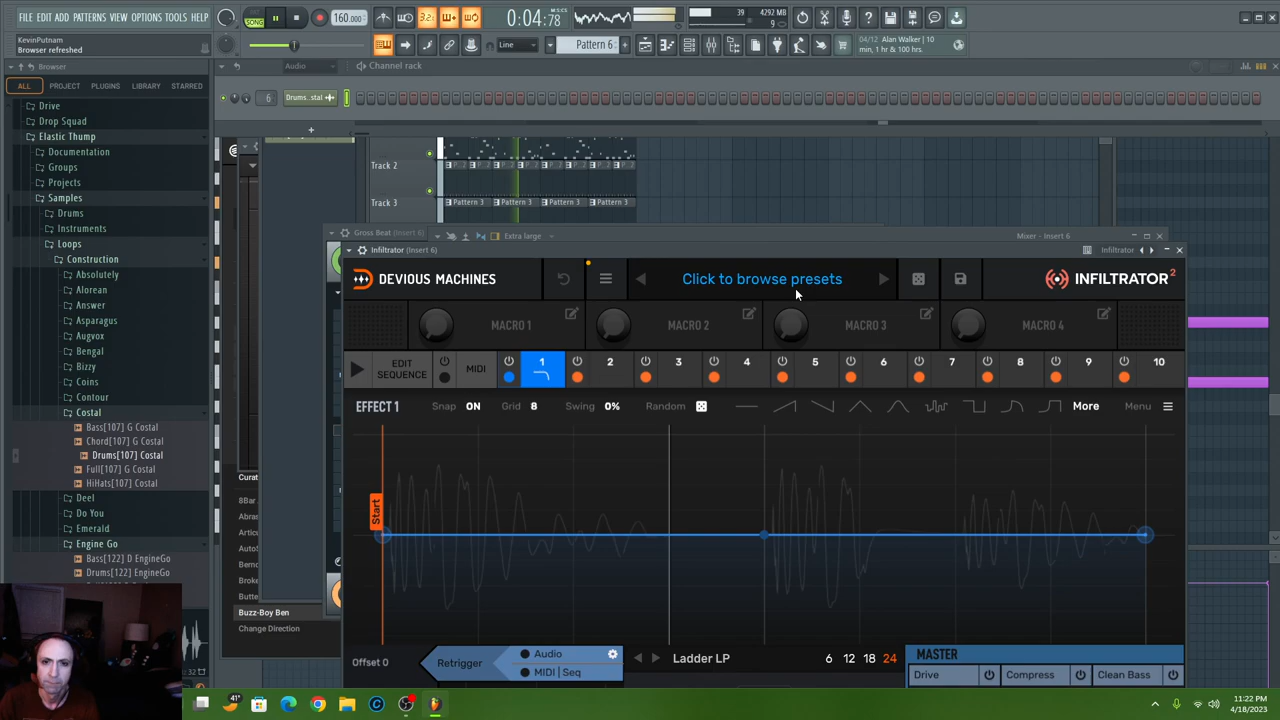 FILE EDIT ADD PATTERNS VIEW OPTIONS TOOLS HELP
SONG
160.000
3.2
0:04:78
M:S:CS
39
4292 MB
9
KevinPutnam
Browser refreshed
Line
Pattern 6
04/12 Alan Walker | 10
min, 1 hr & 100 hrs.
Browser
Audio
Channel rack
ALL
PROJECT
PLUGINS
LIBRARY
STARRED
6
Drums..stal
Drive
Drop Squad
Elastic Thump
Documentation
Groups
Projects
Samples
Drums
Instruments
Loops
Construction
Absolutely
Alorean
Answer
Asparagus
Augvox
Bengal
Bizzy
Coins
Contour
Costal
Bass[107] G Costal
Chord[107] G Costal
Drums[107] Costal
Full[107] G Costal
HiHats[107] Costal
Deel
Do You
Emerald
Engine Go
Bass[122] D EngineGo
Drums[122] EngineGo
Track 2
Track 3
Pattern 3
Pattern 3
Pattern 3
Pattern 3
Gross Beat (Insert 6)
Extra large
Mixer - Insert 6
Infiltrator (Insert 6)
Infiltrator
DEVIOUS MACHINES
Click to browse presets
INFILTRATOR2
MACRO 1
MACRO 2
MACRO 3
MACRO 4
EDIT
SEQUENCE
MIDI
1
2
3
4
5
6
7
8
9
10
EFFECT 1
Snap ON
Grid 8
Swing 0%
Random
More
Menu
Start
Offset 0
Retrigger
Audio
MIDI | Seq
Ladder LP
6 12 18 24
MASTER
Drive
Compress
Clean Bass
8Bar
Buzz-Boy Ben
Change Direction
41°
11:22 PM
4/18/2023